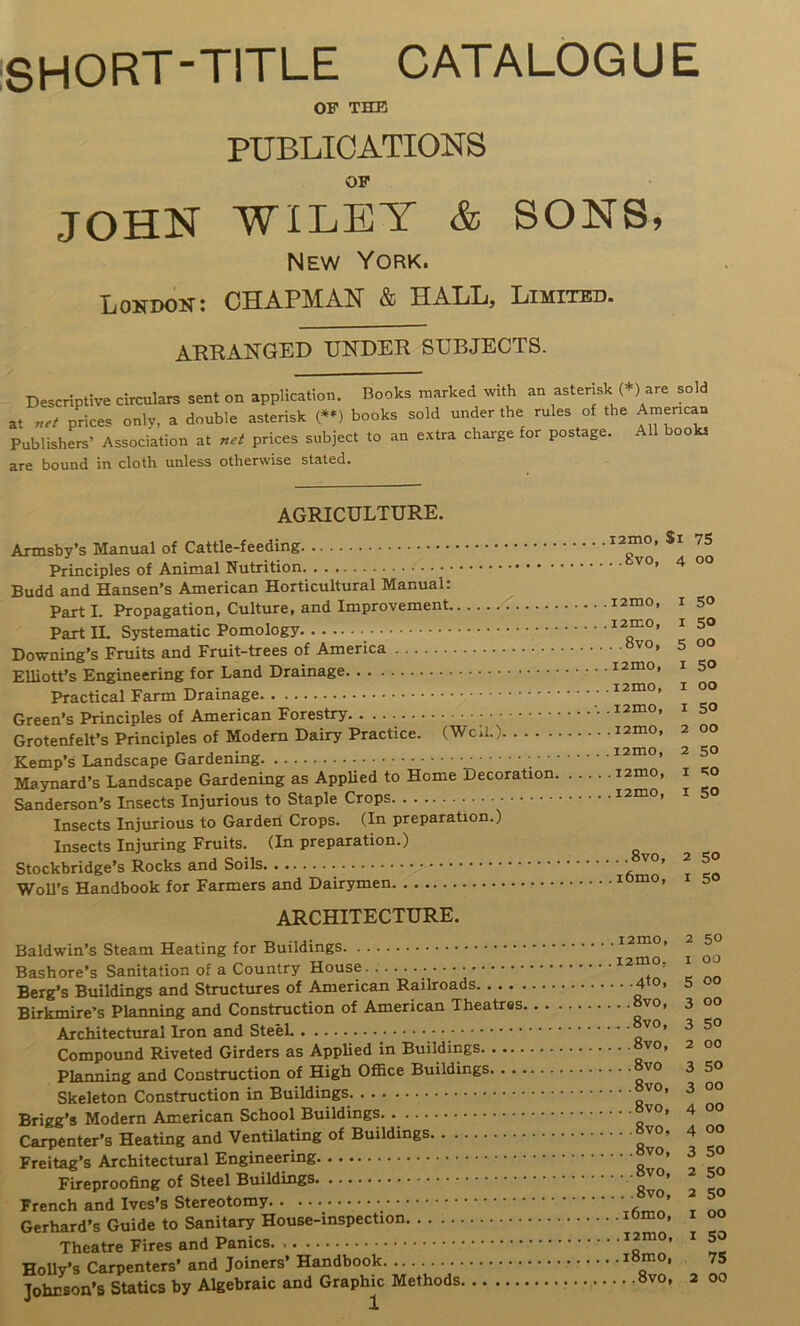 SHORT-TITLE CATALOGUE
OF THE
PUBLICATIONS
OF
JOHN WILEY & SONS,
New York.
London: CHAPMAN & HALL, Limited.
ARRANGED UNDER SUBJECTS.
Descriptive circulars sent on application. Books marked with an asterisk (*) are sold
at net prices only, a double asterisk (**) books sold under the rules of the American
Publishers' Association at net prices subject to an extra charge for postage. All books
are bound in cloth unless otherwise stated.
AGRICULTURE.
Armsby's Manual of Cattle-feeding..........12mo, $1 75
Principles of Animal Nutrition..........8vo, 4 00
Budd and Hansen's American Horticultural Manual:
Part I. Propagation, Culture, and Improvement..........12mo, 1 50
Part II. Systematic Pomology..........12mo, 1 50
Downing's Fruits and Fruit-trees of America..........8vo, 5 00
Elliott's Engineering for Land Drainage..........12mo, 1 50
Practical Farm Drainage..........12mo, 1 00
Green's Principles of American Forestry..........12mo, 1 50
Grotenfelt's Principles of Modern Dairy Practice. (Woll.)..........12mo, 2 00
Kemp's Landscape Gardening..........12mo, 2 50
Maynard's Landscape Gardening as Applied to Home Decoration..........12mo, 1 50
Sanderson's Insects Injurious to Staple Crops..........12mo, 1 50
Insects Injurious to Garden Crops. (In preparation.)
Insects Injuring Fruits. (In preparation.)
Stockbridge's Rocks and Soils..........8vo, 2 50
Woll's Handbook for Farmers and Dairymen..........16mo, 1 50
ARCHITECTURE.
Baldwin's Steam Heating for Buildings..........12mo, 2 50
Bashore's Sanitation of a Country House..........12mo. 1 00
Berg's Buildings and Structures of American Railroads..........4to, 5 00
Birkmire's Planning and Construction of American Theatres..........8vo, 3 00
Architectural Iron and Steel..........8vo, 3 50
Compound Riveted Girders as Applied in Buildings..........8vo, 2 00
Planning and Construction of High Office Buildings..........8vo 3 50
Skeleton Construction in Buildings..........8vo, 3 00
Brigg's Modern American School Buildings..........8vo, 4 00
Carpenter's Heating and Ventilating of Buildings..........8vo, 4 00
Freitag's Architectural Engineering..........8vo, 3 50
Fireproofing of Steel Buildings..........8vo, 2 50
French and Ives's Stereotomy..........8vo, 2 50
Gerhard's Guide to Sanitary House-inspection..........16mo, 1 00
Theatre Fires and Panics..........12mo, 1 50
Holly's Carpenters' and Joiners' Handbook..........18mo, 75
Johnson's Statics by Algebraic and Graphic Methods..........8vo, 2 00
1